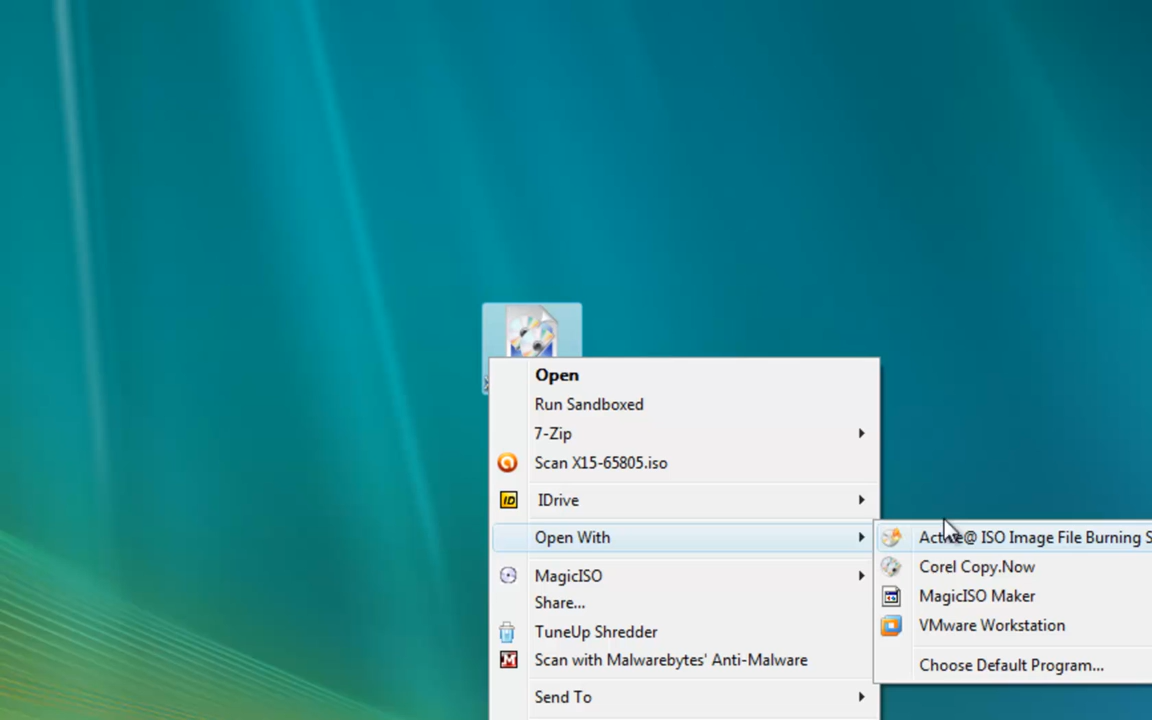 Open
Run Sandboxed
7-Zip
Scan X15-65805.iso
IDrive
Open With
MagicISO
Share...
TuneUp Shredder
Scan with Malwarebytes' Anti-Malware
Send To
Active@ ISO Image File Burning S
Corel Copy.Now
MagicISO Maker
VMware Workstation
Choose Default Program...